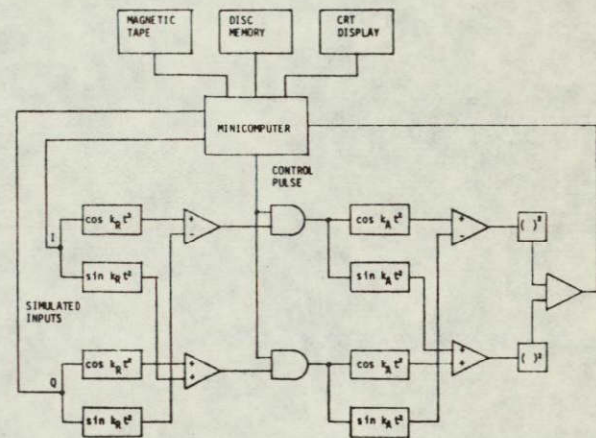 MAGNETIC
TAPE
DISC
MEMORY
CRT
DISPLAY
MINICOMPUTER
CONTROL
PULSE
I
cos k_R t²
+
-
cos k_A t²
+
-
( )²
sin k_R t²
sin k_A t²
SIMULATED
INPUTS
Q
cos k_R t²
+
+
cos k_A t²
+
+
( )²
sin k_R t²
sin k_A t²